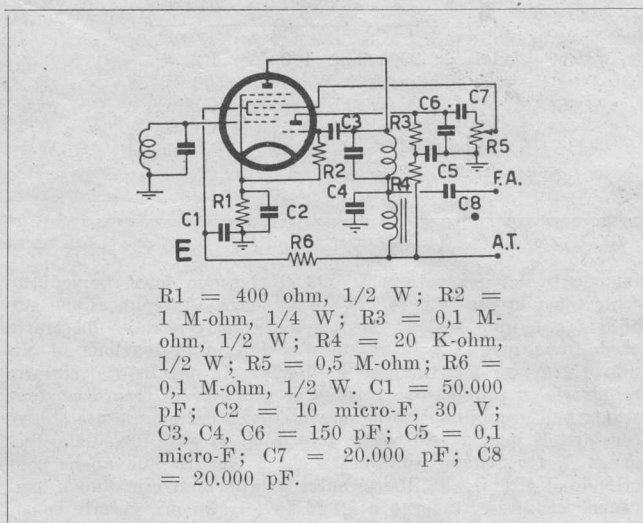 C7
C6
C3
R3
R5
R2
C5
F.A.
R4
C4
R1
C8
C1
C2
E
R6
A.T.
R1 = 400 ohm, 1/2 W; R2 =
1 M-ohm, 1/4 W; R3 = 0,1 M-
ohm, 1/2 W; R4 = 20 K-ohm,
1/2 W; R5 = 0,5 M-ohm; R6 =
0,1 M-ohm, 1/2 W. C1 = 50.000
pF; C2 = 10 micro-F, 30 V;
C3, C4, C6 = 150 pF; C5 = 0,1
micro-F; C7 = 20.000 pF; C8
= 20.000 pF.